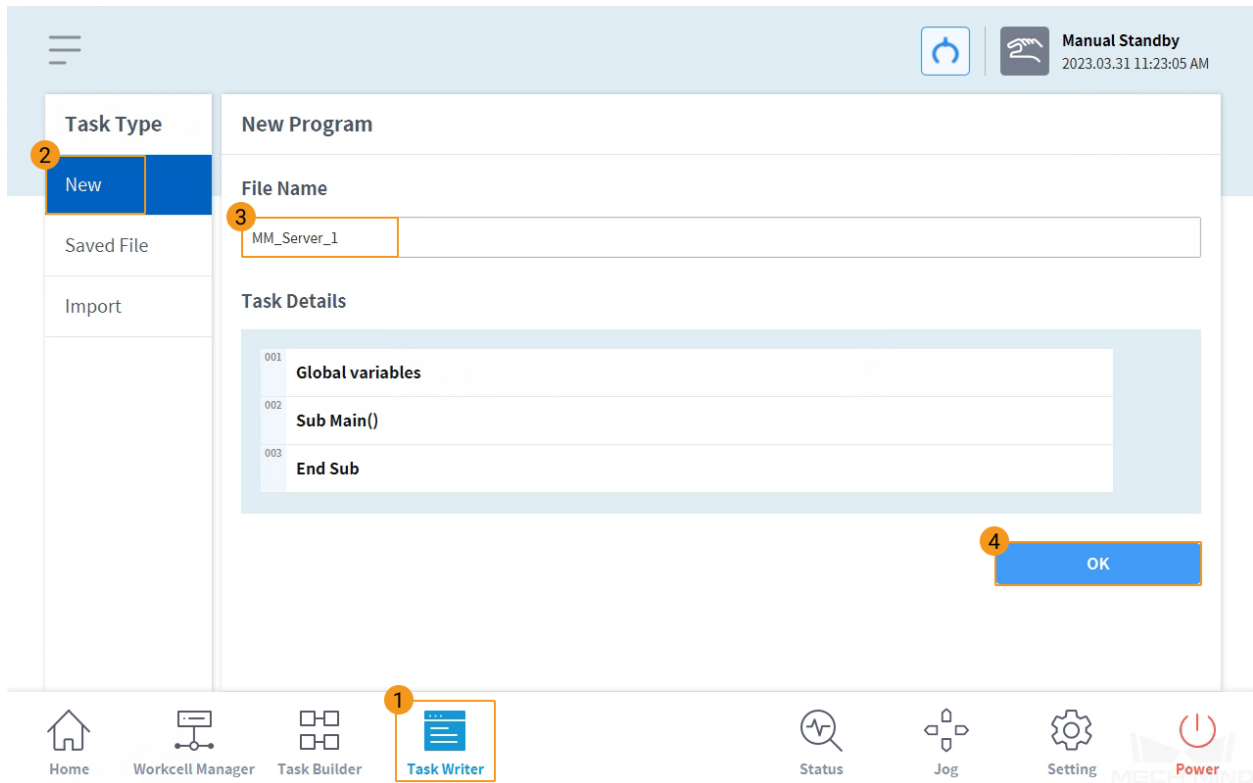 Manual Standby
2023.03.31 11:23:05 AM
Task Type
2
New
Saved File
Import
New Program
File Name
3
MM_Server_1
Task Details
001
Global variables
002
Sub Main()
003
End Sub
4
OK
1
Home
Workcell Manager
Task Builder
Task Writer
Status
Jog
Setting
Power
MECH MIND